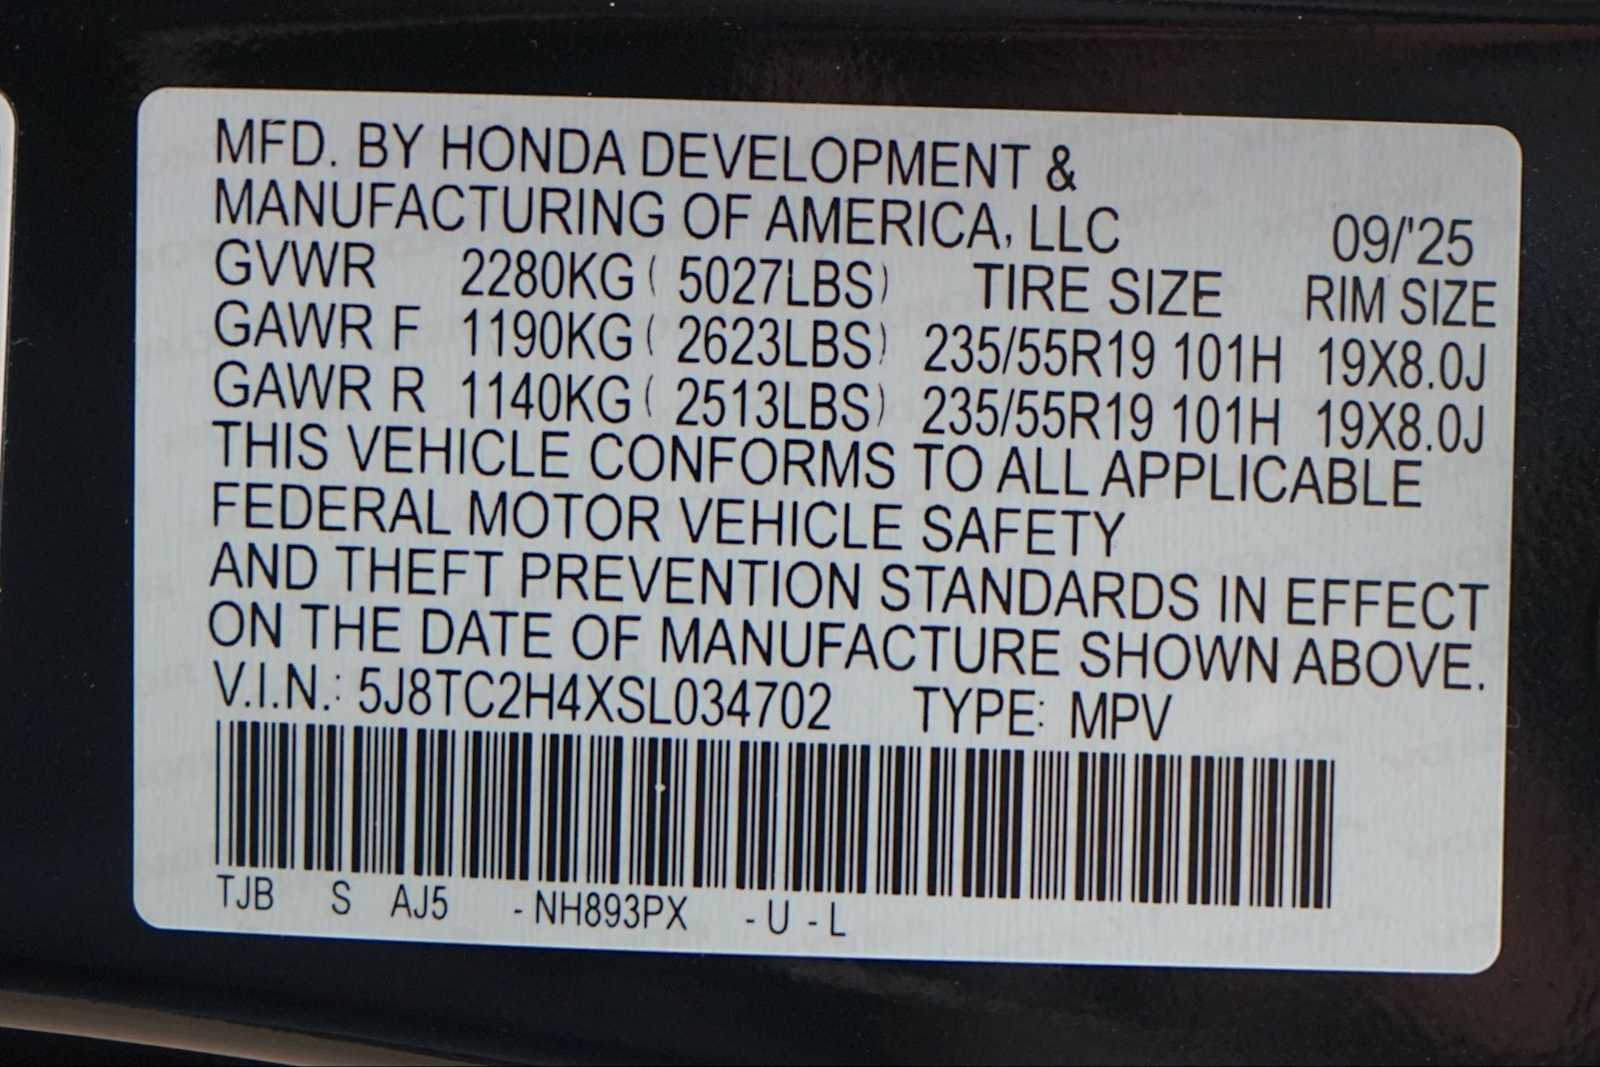 MFD. BY HONDA DEVELOPMENT &
MANUFACTURING OF AMERICA, LLC 09/'25
GVWR 2280KG ( 5027LBS) TIRE SIZE RIM SIZE
GAWR F 1190KG ( 2623LBS) 235/55R19 101H 19X8.0J
GAWR R 1140KG ( 2513LBS) 235/55R19 101H 19X8.0J
THIS VEHICLE CONFORMS TO ALL APPLICABLE
FEDERAL MOTOR VEHICLE SAFETY
AND THEFT PREVENTION STANDARDS IN EFFECT
ON THE DATE OF MANUFACTURE SHOWN ABOVE.
V.I.N.: 5J8TC2H4XSL034702 TYPE: MPV
TJB S AJ5 - NH893PX - U - L